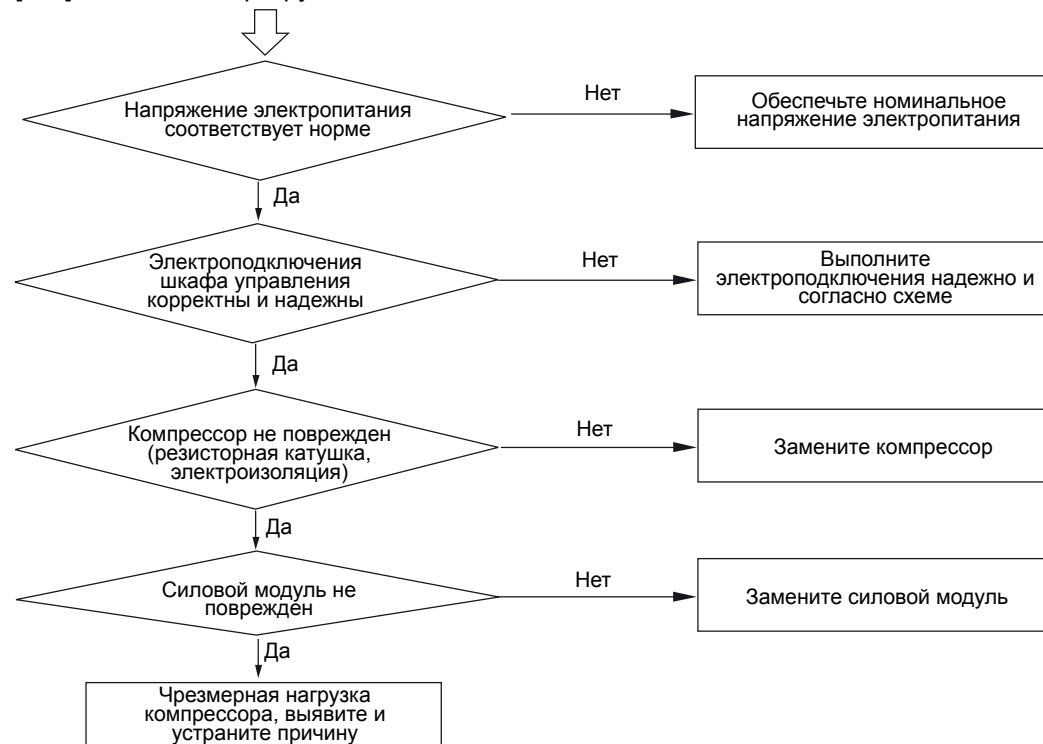 Напряжение электропитания
соответствует норме
Нет
Обеспечьте номинальное
напряжение электропитания
Да
Электроподключения
шкафа управления
корректны и надежны
Нет
Выполните
электроподключения надежно и
согласно схеме
Да
Компрессор не поврежден
(резисторная катушка,
электроизоляция)
Нет
Замените компрессор
Да
Силовой модуль не
поврежден
Нет
Замените силовой модуль
Да
Чрезмерная нагрузка
компрессора, выявите и
устраните причину